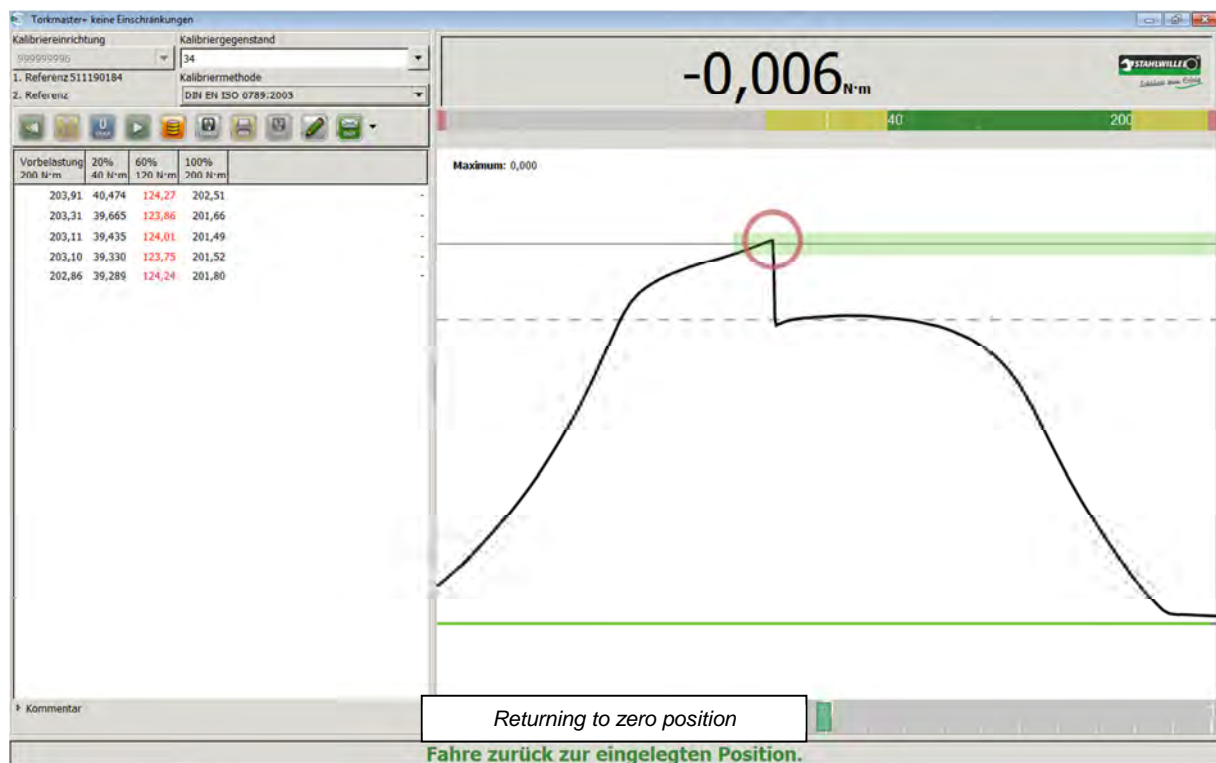 Torkmaster+ keine Einschränkungen
Kalibriereinrichtung Kalibriergegenstand
999999996 34
1. Referenz 511190184 Kalibriermethode
2. Referenz DIN EN ISO 6789:2003
-0,006 N·m
STAHLWILLE
40 200
Vorbelastung 20% 60% 100%
200 N·m 40 N·m 120 N·m 200 N·m
203,91 40,474 124,27 202,51 -
203,31 39,665 123,86 201,66 -
203,11 39,435 124,01 201,49 -
203,10 39,330 123,75 201,52 -
202,86 39,289 124,24 201,80 -
Maximum: 0,000
Kommentar
Returning to zero position
Fahre zurück zur eingelegten Position.